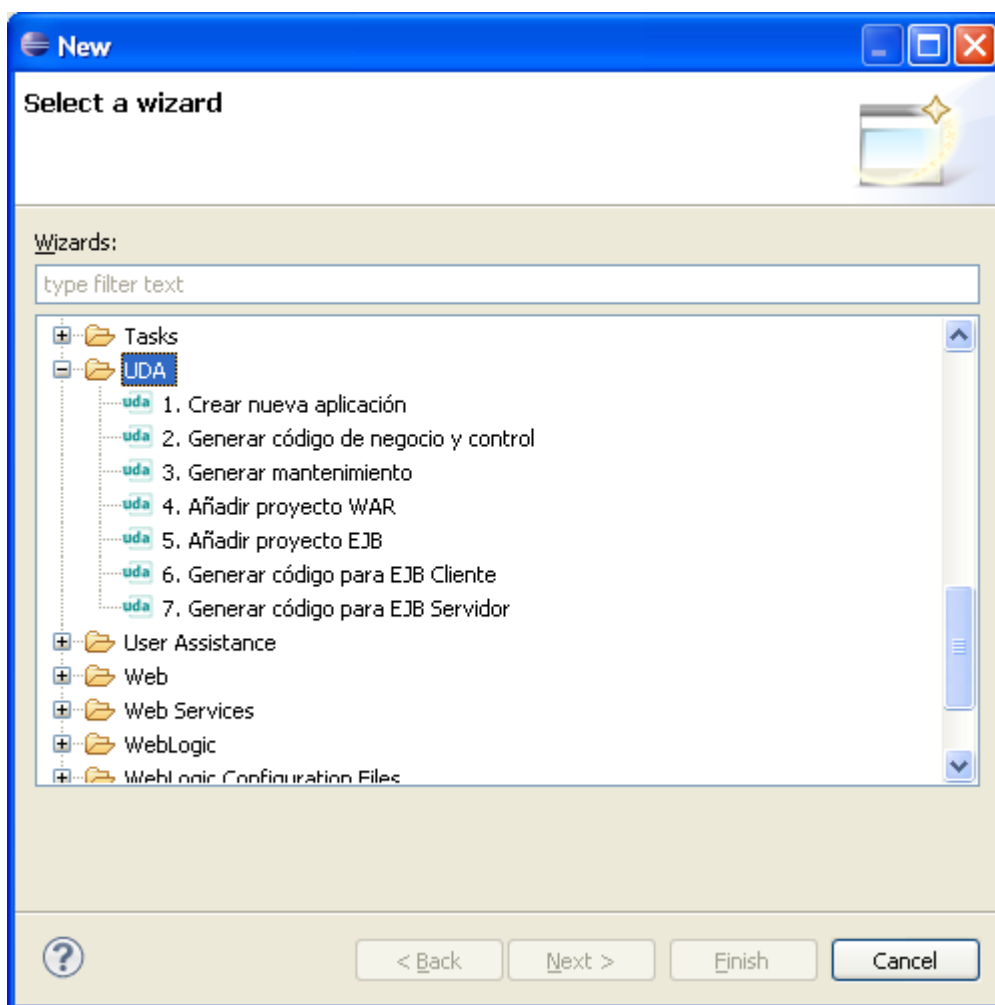 New
Select a wizard
Wizards:
type filter text
Tasks
UDA
uda 1. Crear nueva aplicación
uda 2. Generar código de negocio y control
uda 3. Generar mantenimiento
uda 4. Añadir proyecto WAR
uda 5. Añadir proyecto EJB
uda 6. Generar código para EJB Cliente
uda 7. Generar código para EJB Servidor
User Assistance
Web
Web Services
WebLogic
WebLogic Configuration Files
?
< Back Next > Finish Cancel